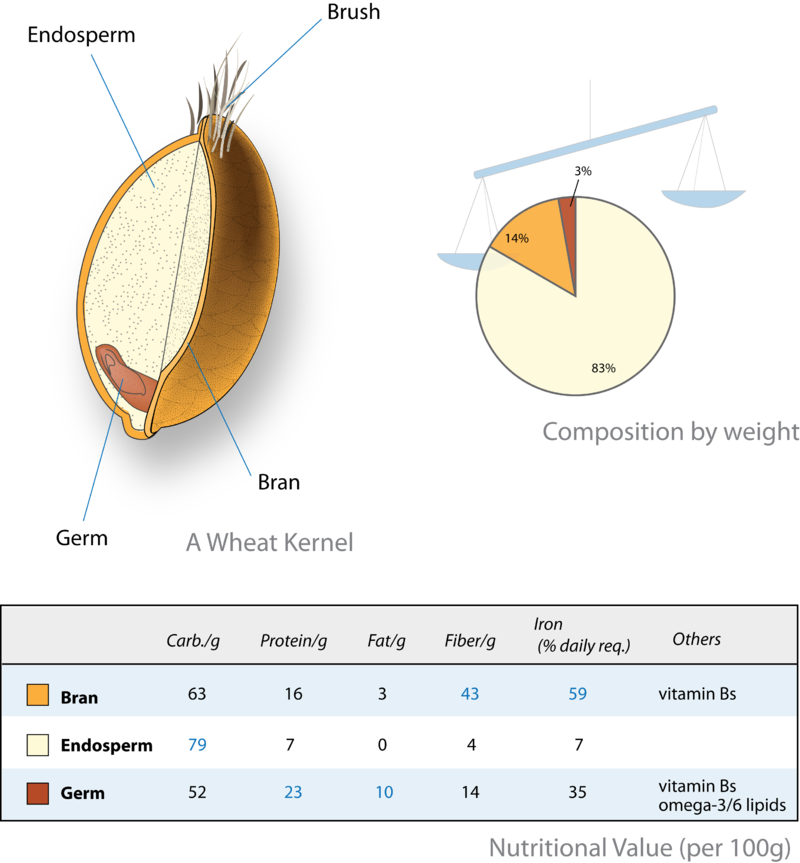 Brush
Endosperm
3%
14%
83%
Composition by weight
Bran
Germ
A Wheat Kernel
Carb./g Protein/g Fat/g Fiber/g Iron (% daily req.) Others
Bran 63 16 3 43 59 vitamin Bs
Endosperm 79 7 0 4 7
Germ 52 23 10 14 35 vitamin Bs
omega-3/6 lipids
Nutritional Value (per 100g)